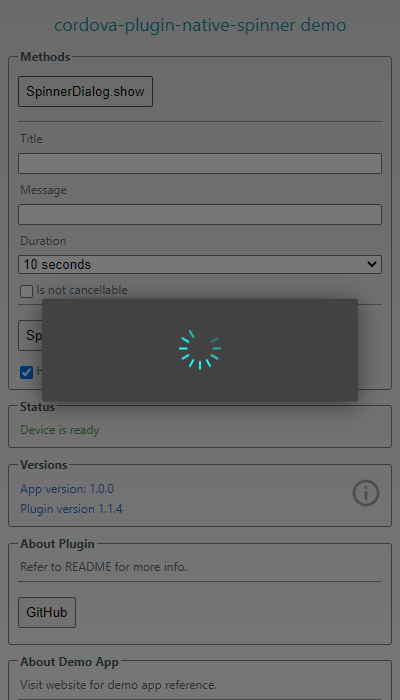 cordova-plugin-native-spinner demo
Methods
SpinnerDialog.show
Title
Message
Duration
10 seconds
Is not cancellable
Sp
H
Status
Device is ready
Versions
App version: 1.0.0
Plugin version 1.1.4
About Plugin
Refer to README for more info.
GitHub
About Demo App
Visit website for demo app reference.